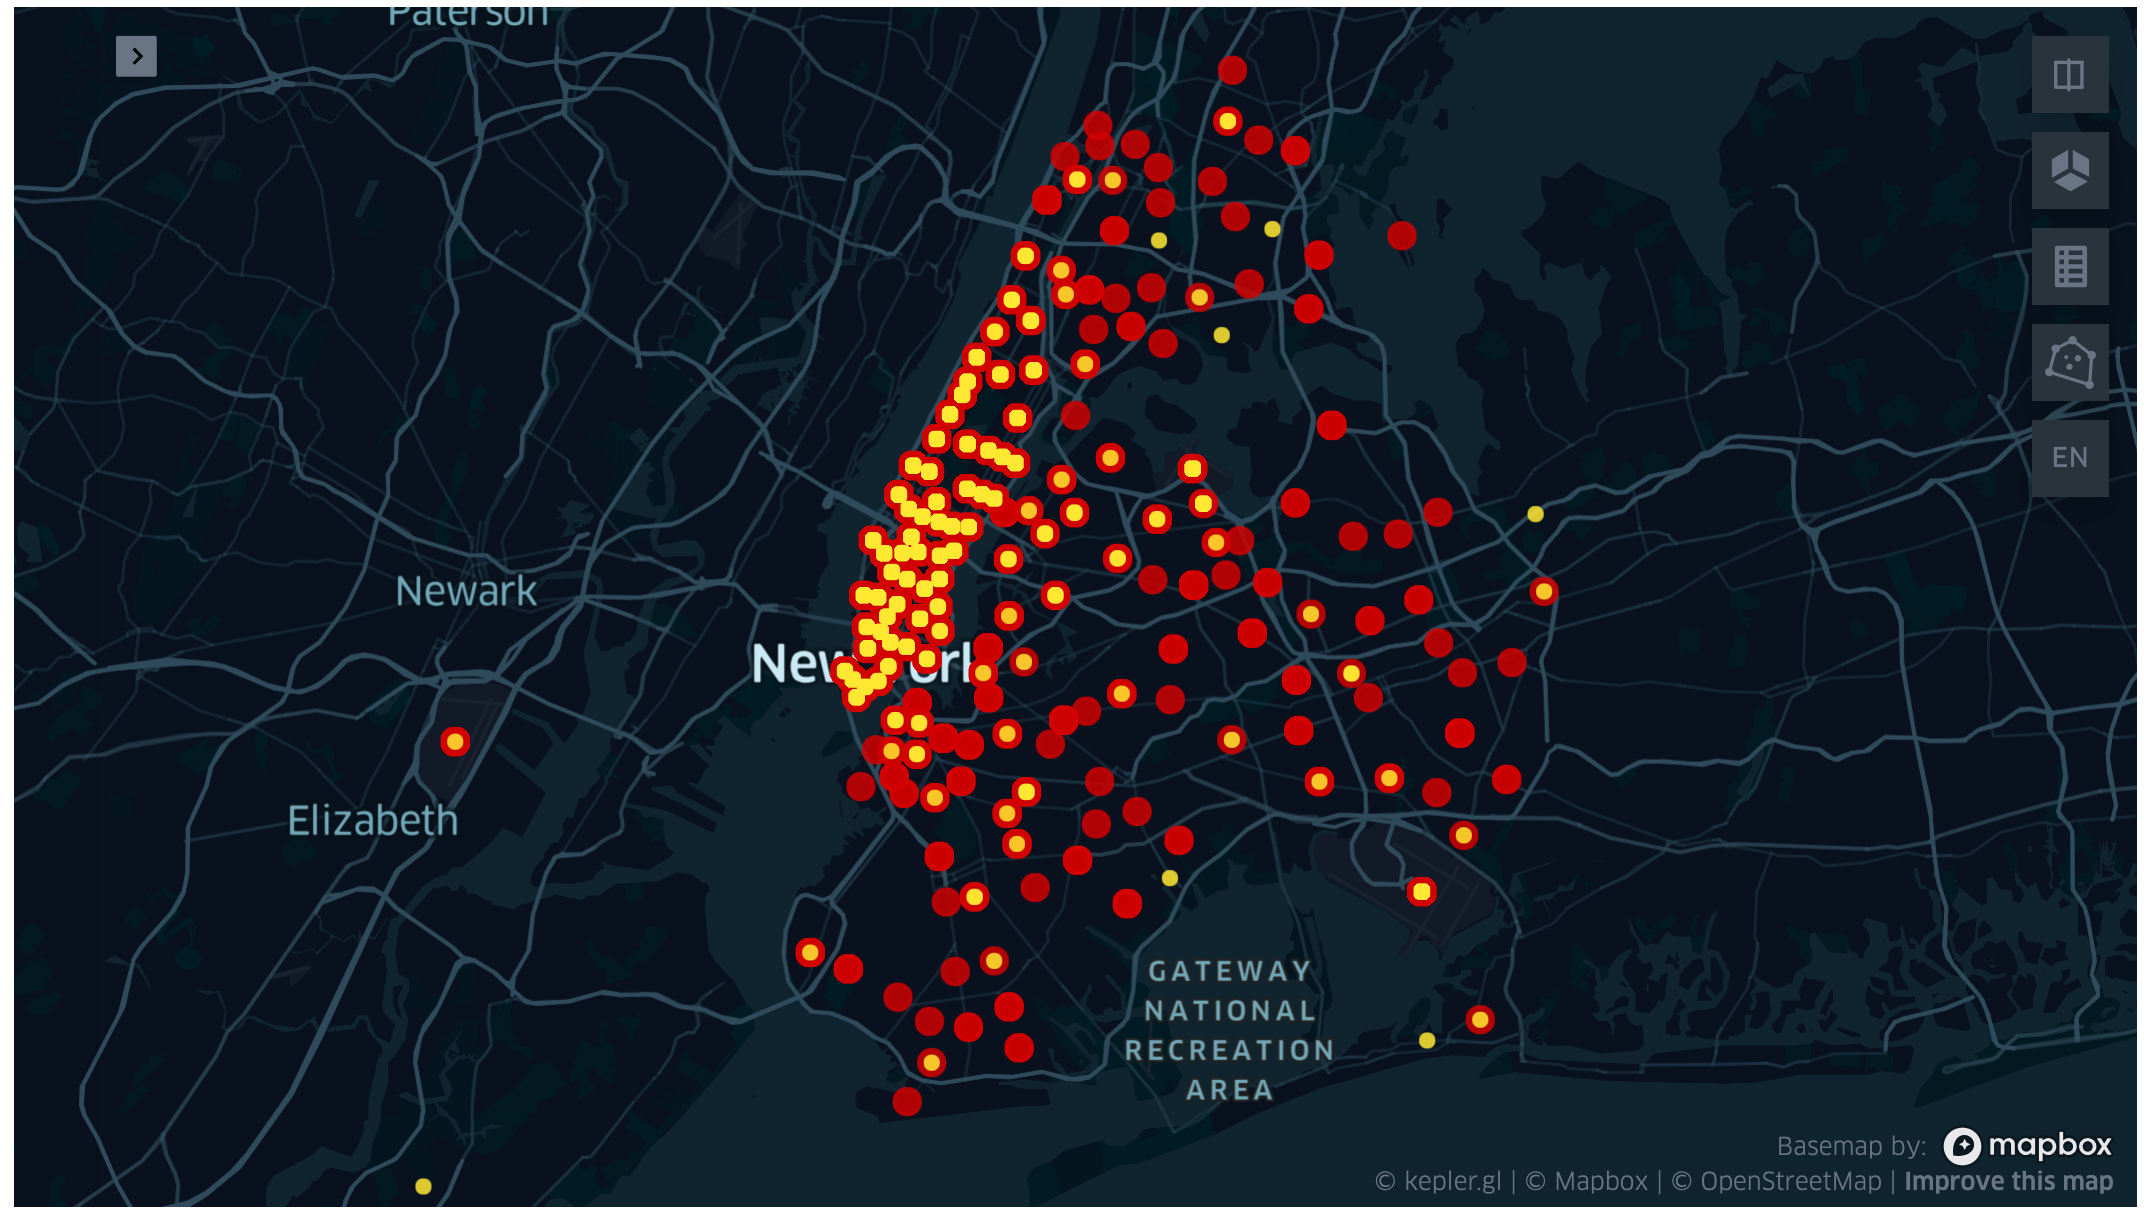 Paterson
EN
Newark
New York
Elizabeth
GATEWAY
NATIONAL
RECREATION
AREA
Basemap by: mapbox
© kepler.gl | © Mapbox | © OpenStreetMap | Improve this map